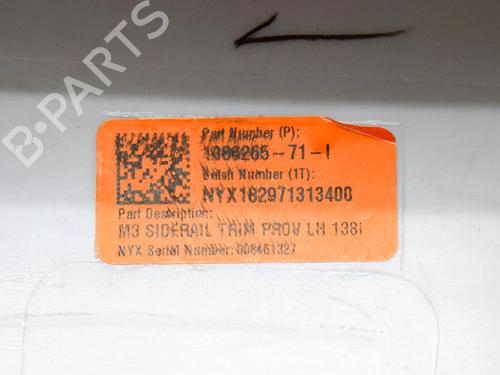 B-PARTS
Part Number (P):
1086265-71-I
Batch Number (1T):
NYX182971313400
Part Description:
M3 SIDERAIL TRIM PROV LH 138i
NYX Serial Number: 008461327